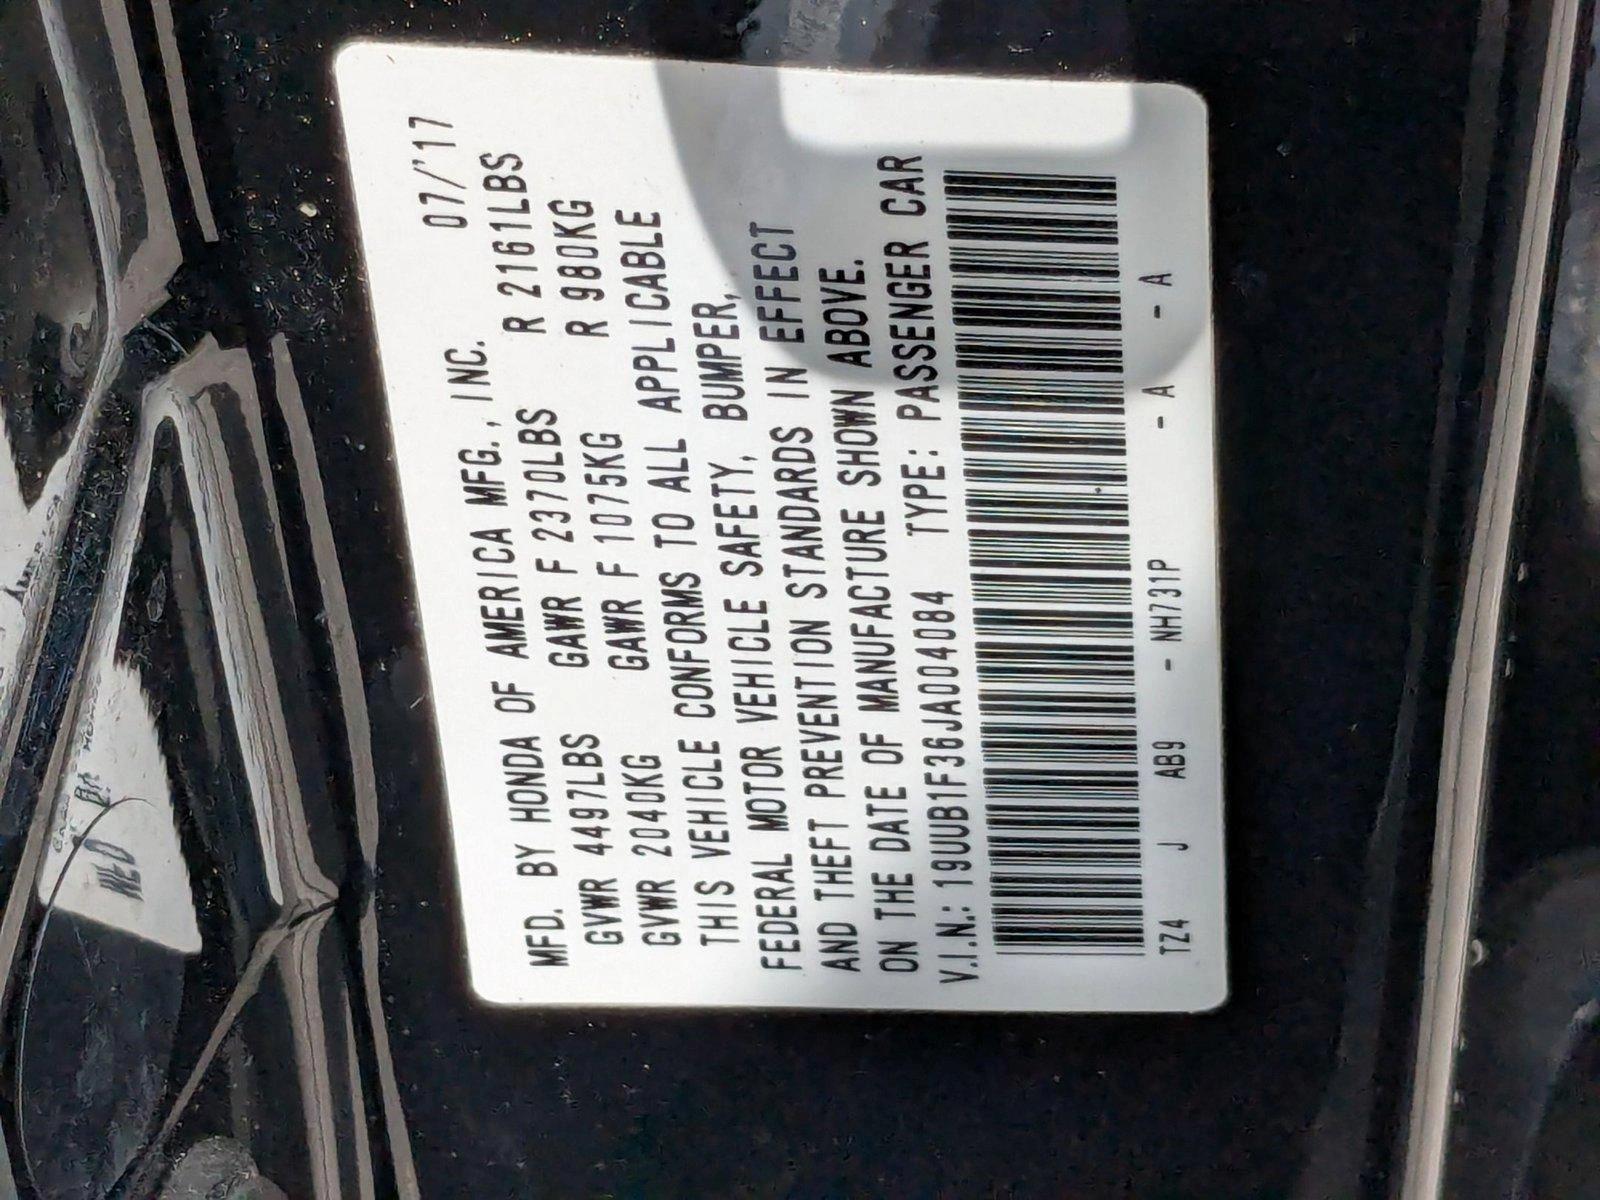 MFD. BY HONDA OF AMERICA MFG., INC. 07/'17
GVWR 4497LBS GAWR F 2370LBS R 2161LBS
GVWR 2040KG GAWR F 1075KG R 980KG
THIS VEHICLE CONFORMS TO ALL APPLICABLE
FEDERAL MOTOR VEHICLE SAFETY, BUMPER,
AND THEFT PREVENTION STANDARDS IN EFFECT
ON THE DATE OF MANUFACTURE SHOWN ABOVE.
V.I.N.: 19UUB1F36JA004084 TYPE: PASSENGER CAR
TZ4 J AB9 - NH731P - A - A